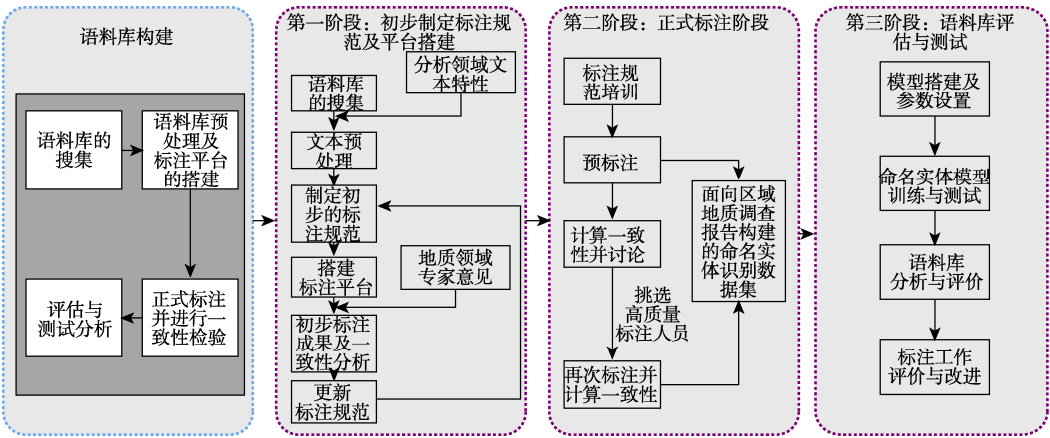 语料库构建
语料库的
搜集
语料库预
处理及
标注平台
的搭建
评估与
测试分析
正式标注
并进行一
致性检验
第一阶段：初步制定标注规
范及平台搭建
分析领域文
本特性
语料库
的搜集
文本预
处理
制定初
步的标
注规范
地质领域
专家意见
搭建
标注平台
初步标注
成果及一
致性分析
更新
标注规范
第二阶段：正式标注阶段
标注规
范培训
预标注
计算一致
性并讨论
挑选
高质量
标注人员
再次标注并
计算一致性
面向区域
地质调查
报告构建
的命名实
体识别数
据集
第三阶段：语料库评
估与测试
模型搭建及
参数设置
命名实体模型
训练与测试
语料库
分析与评价
标注工作
评价与改进